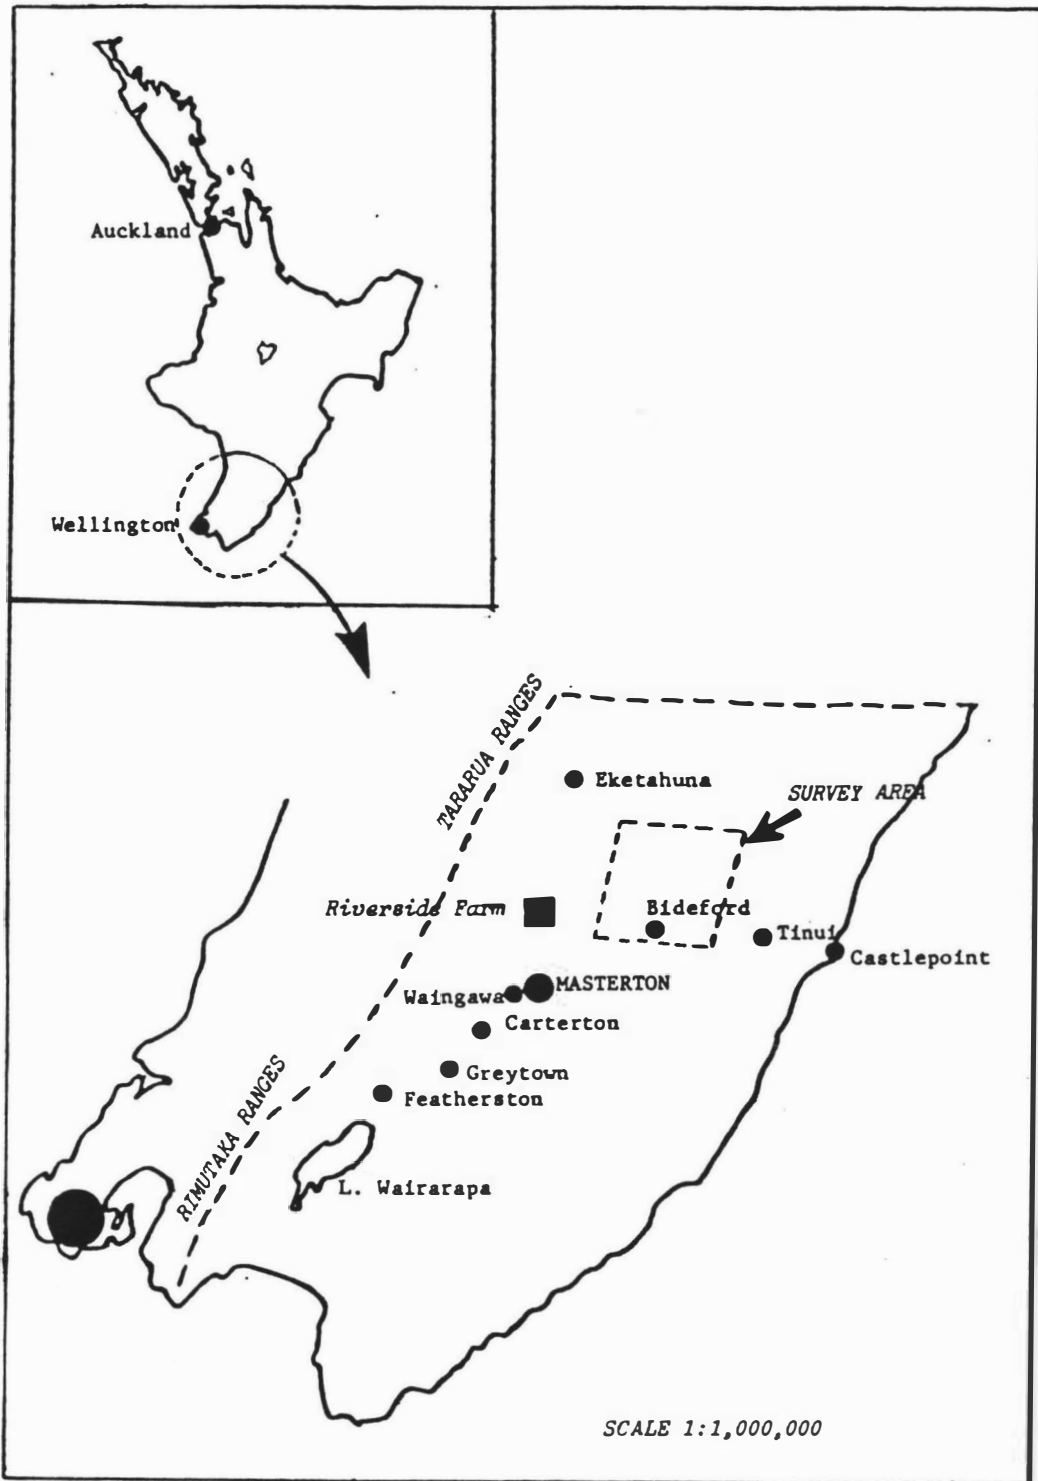 Auckland
Wellington
TARARUA RANGES
Eketahuna
SURVEY AREA
Riverside Farm
Bideford
Tinui
Castlepoint
Waingawa
MASTERTON
Carterton
Greytown
Featherston
RIMUTAKA RANGES
L. Wairarapa
SCALE 1:1,000,000